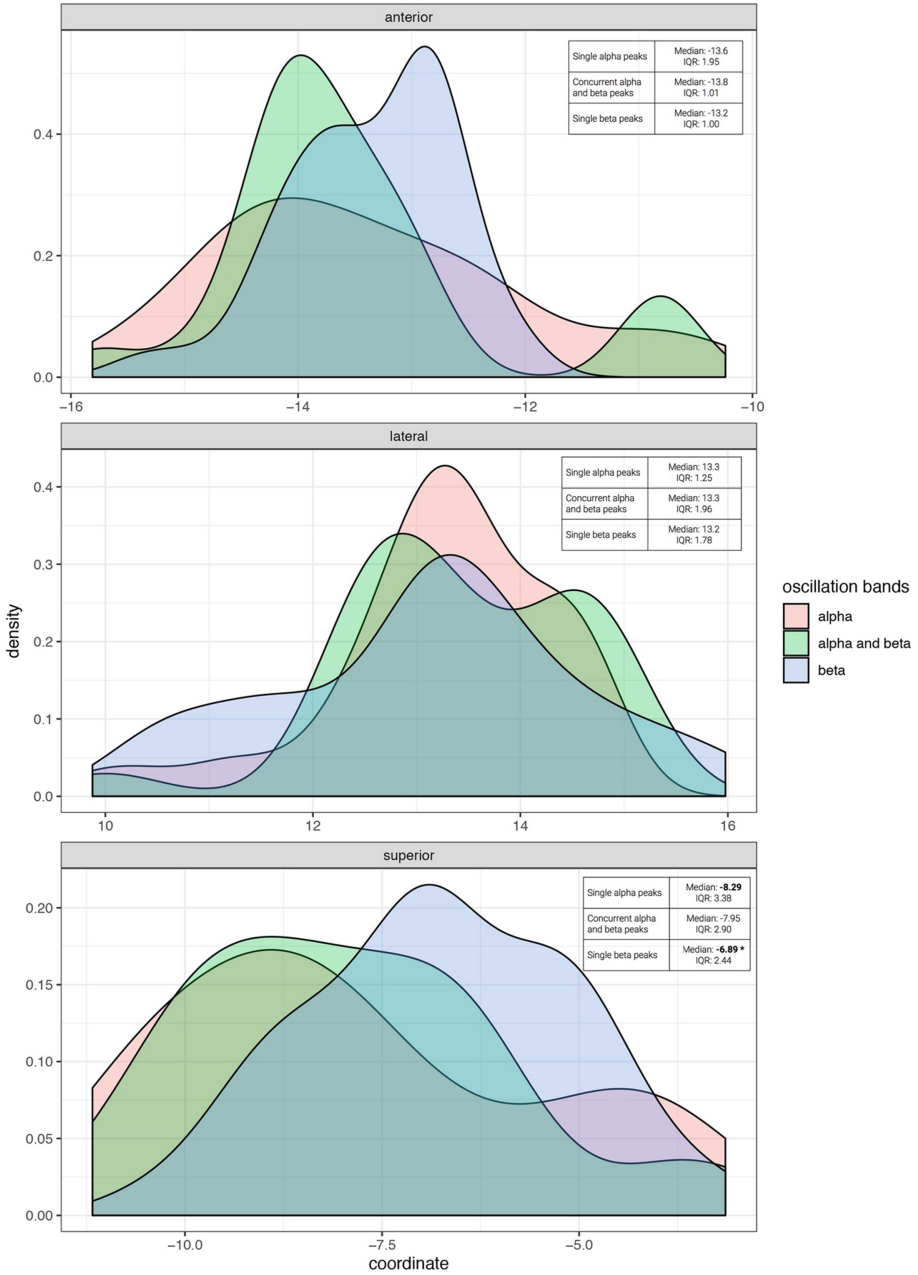 anterior
Single alpha peaks
Median: -13.6
IQR: 1.95
Concurrent alpha
and beta peaks
Median: -13.8
IQR: 1.01
Single beta peaks
Median: -13.2
IQR: 1.00
0.4
0.2
0.0
−16
−14
−12
−10
lateral
Single alpha peaks
Median: 13.3
IQR: 1.25
Concurrent alpha
and beta peaks
Median: 13.3
IQR: 1.96
Single beta peaks
Median: 13.2
IQR: 1.78
0.4
0.3
0.2
0.1
0.0
10
12
14
16
density
oscillation bands
alpha
alpha and beta
beta
superior
Single alpha peaks
Median: -8.29
IQR: 3.38
Concurrent alpha
and beta peaks
Median: -7.95
IQR: 2.90
Single beta peaks
Median: -6.89 *
IQR: 2.44
0.20
0.15
0.10
0.05
0.00
−10.0
−7.5
−5.0
coordinate